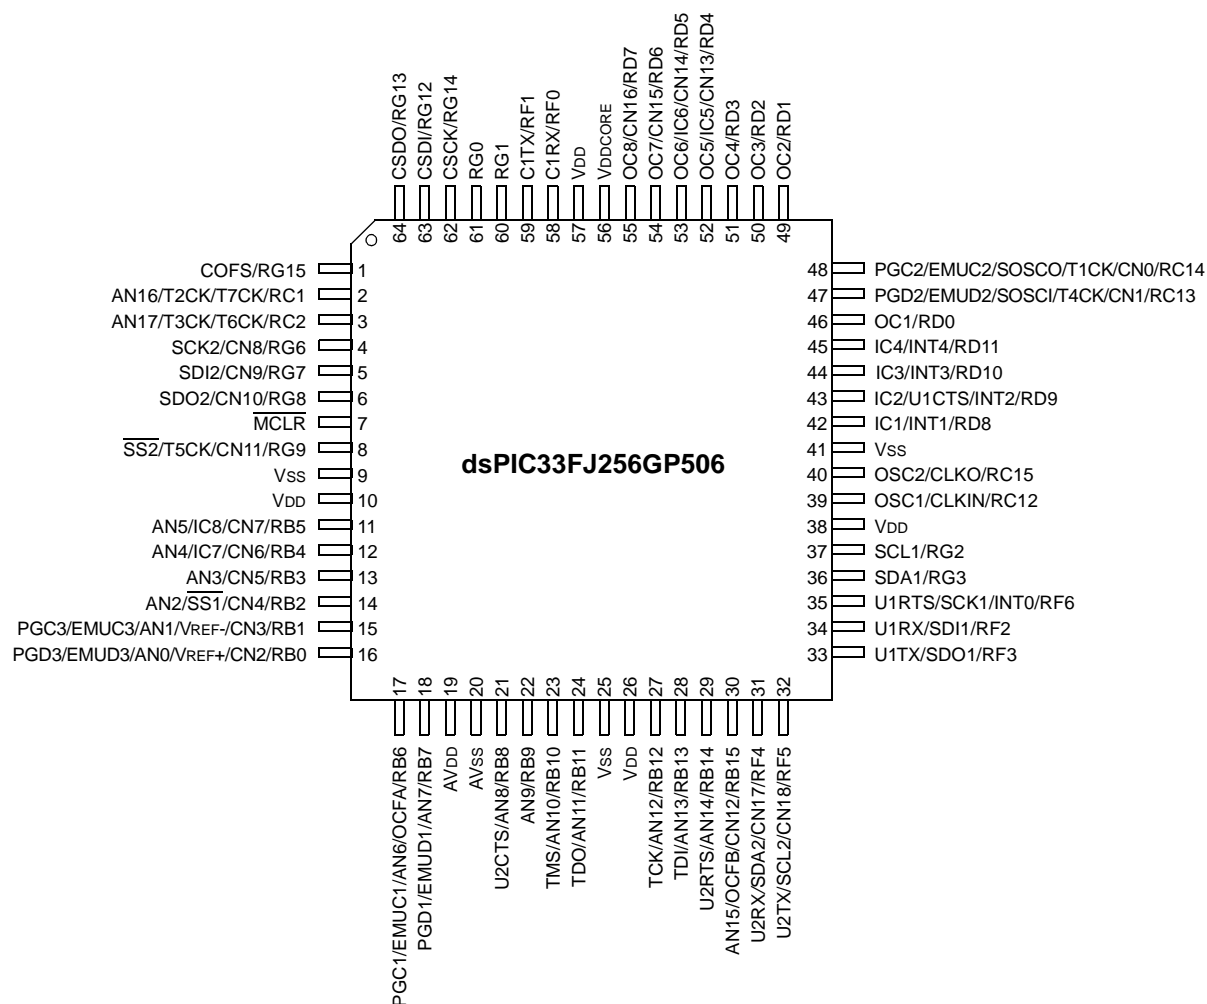 CSDO/RG13
CSDI/RG12
CSCK/RG14
RG0
RG1
C1TX/RF1
C1RX/RF0
VDD
VDDCORE
OC8/CN16/RD7
OC7/CN15/RD6
OC6/IC6/CN14/RD5
OC5/IC5/CN13/RD4
OC4/RD3
OC3/RD2
OC2/RD1
64 63 62 61 60 59 58 57 56 55 54 53 52 51 50 49
COFS/RG15 1
AN16/T2CK/T7CK/RC1 2
AN17/T3CK/T6CK/RC2 3
SCK2/CN8/RG6 4
SDI2/CN9/RG7 5
SDO2/CN10/RG8 6
MCLR 7
SS2/T5CK/CN11/RG9 8
VSS 9
VDD 10
AN5/IC8/CN7/RB5 11
AN4/IC7/CN6/RB4 12
AN3/CN5/RB3 13
AN2/SS1/CN4/RB2 14
PGC3/EMUC3/AN1/VREF-/CN3/RB1 15
PGD3/EMUD3/AN0/VREF+/CN2/RB0 16
dsPIC33FJ256GP506
48 PGC2/EMUC2/SOSCO/T1CK/CN0/RC14
47 PGD2/EMUD2/SOSCI/T4CK/CN1/RC13
46 OC1/RD0
45 IC4/INT4/RD11
44 IC3/INT3/RD10
43 IC2/U1CTS/INT2/RD9
42 IC1/INT1/RD8
41 VSS
40 OSC2/CLKO/RC15
39 OSC1/CLKIN/RC12
38 VDD
37 SCL1/RG2
36 SDA1/RG3
35 U1RTS/SCK1/INT0/RF6
34 U1RX/SDI1/RF2
33 U1TX/SDO1/RF3
17 18 19 20 21 22 23 24 25 26 27 28 29 30 31 32
PGC1/EMUC1/AN6/OCFA/RB6
PGD1/EMUD1/AN7/RB7
AVDD
AVSS
U2CTS/AN8/RB8
AN9/RB9
TMS/AN10/RB10
TDO/AN11/RB11
VSS
VDD
TCK/AN12/RB12
TDI/AN13/RB13
U2RTS/AN14/RB14
AN15/OCFB/CN12/RB15
U2RX/SDA2/CN17/RF4
U2TX/SCL2/CN18/RF5